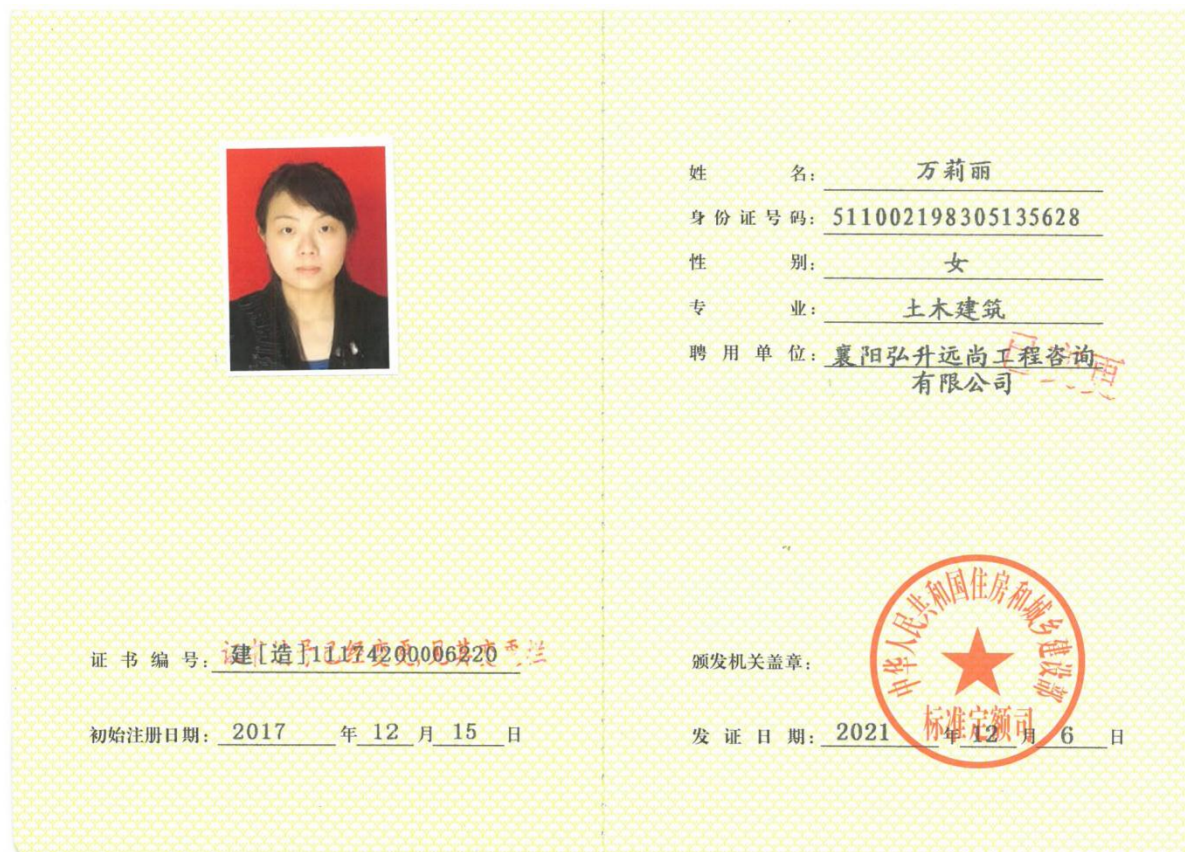 姓名：万莉丽
身份证号码：511002198305135628
性别：女
专业：土木建筑
聘用单位：襄阳弘升远尚工程咨询
有限公司
证书编号：建[造]11174200006220
初始注册日期：2017年12月15日
颁发机关盖章：
中华人民共和国住房和城乡建设部
标准定额司
发证日期：2021年12月6日